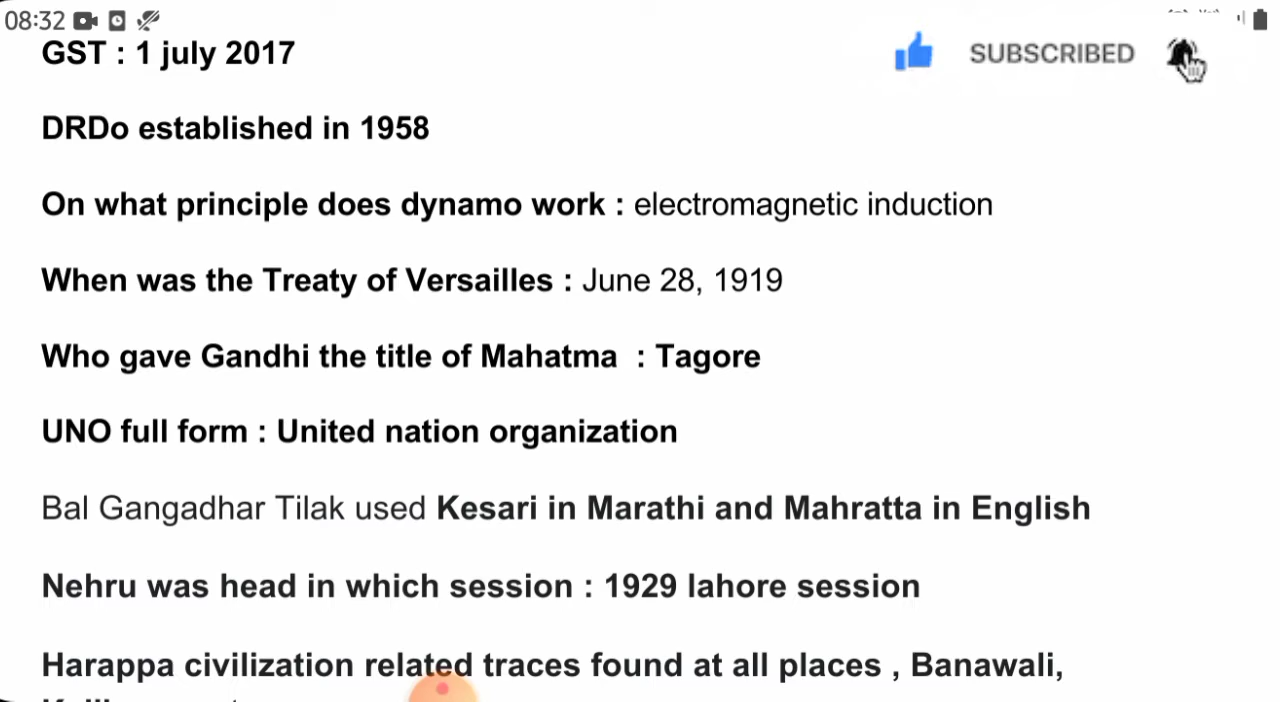 08:32
GST : 1 july 2017
SUBSCRIBED
DRDo established in 1958
On what principle does dynamo work : electromagnetic induction
When was the Treaty of Versailles : June 28, 1919
Who gave Gandhi the title of Mahatma : Tagore
UNO full form : United nation organization
Bal Gangadhar Tilak used Kesari in Marathi and Mahratta in English
Nehru was head in which session : 1929 lahore session
Harappa civilization related traces found at all places , Banawali,